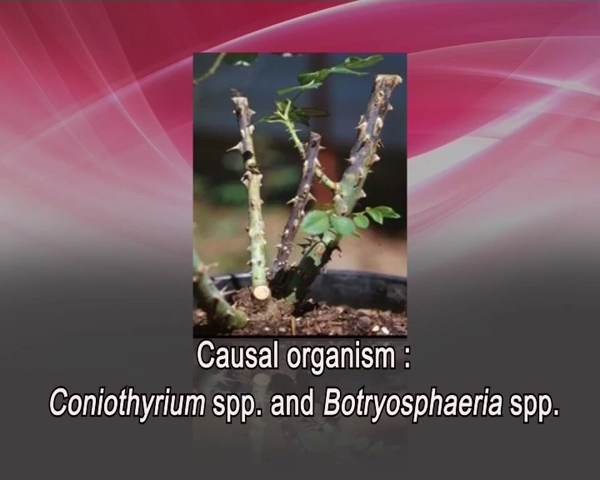 Causal organism :
Coniothyrium spp. and Botryosphaeria spp.